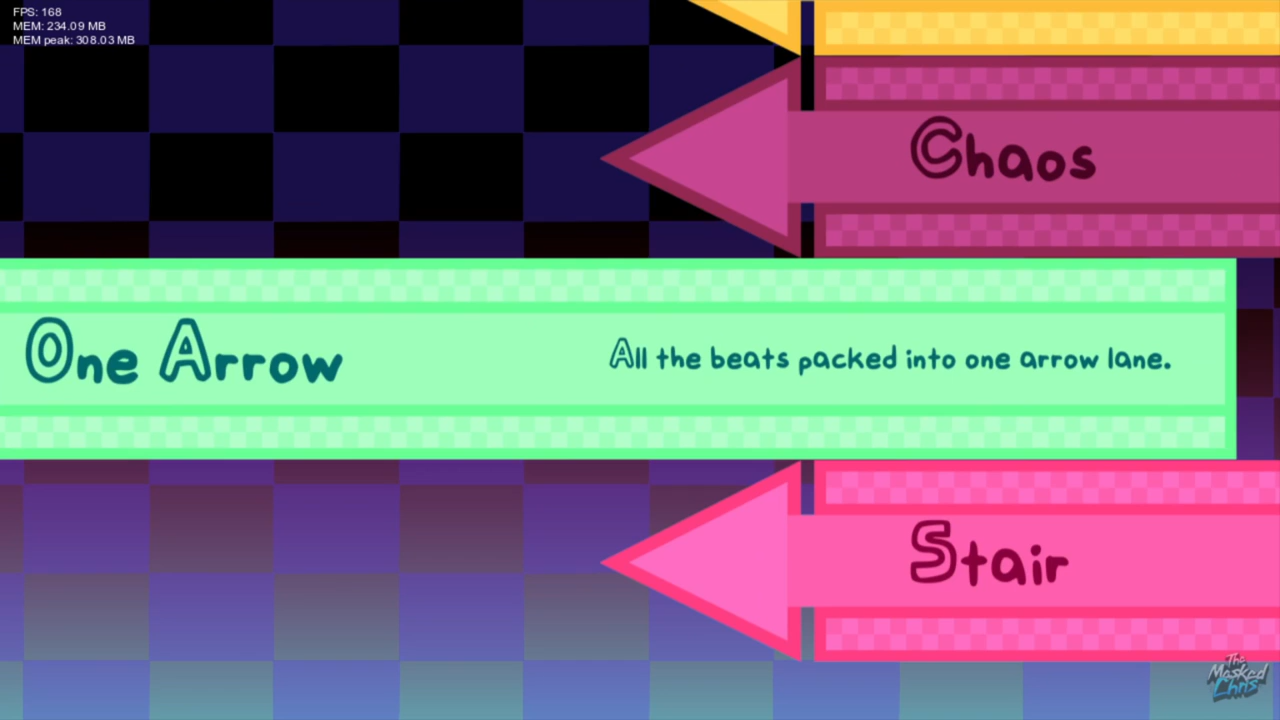 FPS: 168
MEM: 234.09 MB
MEM peak: 308.03 MB
Chaos
One Arrow
All the beats packed into one arrow lane.
Stair
The
Masked
Chris